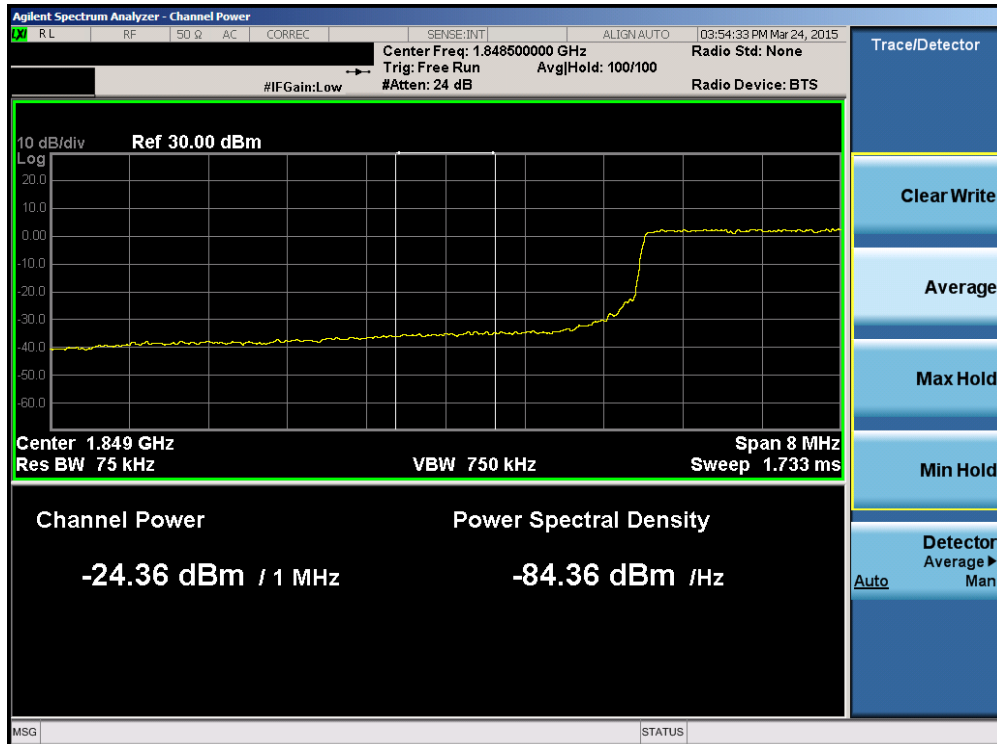 Agilent Spectrum Analyzer - Channel Power
LXI RL RF 50 Ω AC CORREC SENSE:INT ALIGN AUTO 03:54:33 PM Mar 24, 2015
Center Freq: 1.848500000 GHz Radio Std: None
Trig: Free Run Avg|Hold: 100/100
#IFGain:Low #Atten: 24 dB Radio Device: BTS
10 dB/div Ref 30.00 dBm
Log
20.0
10.0
0.00
-10.0
-20.0
-30.0
-40.0
-50.0
-60.0
Center 1.849 GHz Span 8 MHz
Res BW 75 kHz VBW 750 kHz Sweep 1.733 ms
Channel Power Power Spectral Density
-24.36 dBm / 1 MHz -84.36 dBm /Hz
Trace/Detector
Clear Write
Average
Max Hold
Min Hold
Detector
Average
Auto Man
MSG STATUS